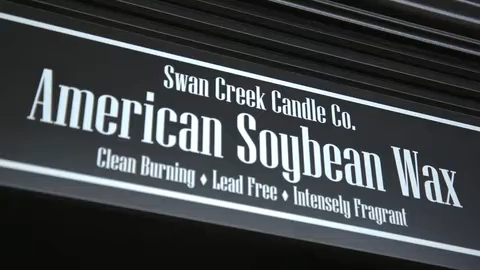 Swan Creek Candle Co.
American Soybean Wax
Clean Burning ♦ Lead Free ♦ Intensely Fragrant